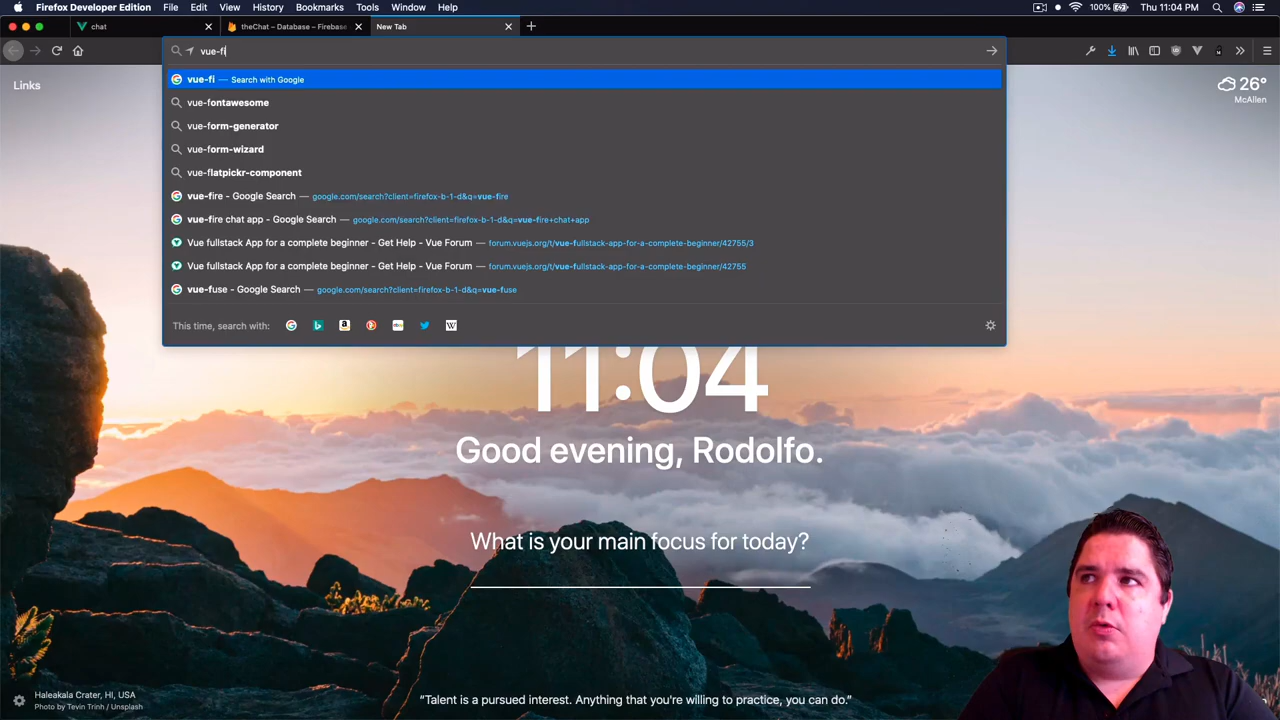 Firefox Developer Edition File Edit View History Bookmarks Tools Window Help 100% Thu 11:04 PM
chat
theChat – Database – Firebase
New Tab
vue-fi
vue-fi — Search with Google
vue-fontawesome
vue-form-generator
vue-form-wizard
vue-flatpickr-component
vue-fire - Google Search — google.com/search?client=firefox-b-1-d&q=vue-fire
vue-fire chat app - Google Search — google.com/search?client=firefox-b-1-d&q=vue-fire+chat+app
Vue fullstack App for a complete beginner - Get Help - Vue Forum — forum.vuejs.org/t/vue-fullstack-app-for-a-complete-beginner/42755/3
Vue fullstack App for a complete beginner - Get Help - Vue Forum — forum.vuejs.org/t/vue-fullstack-app-for-a-complete-beginner/42755
vue-fuse - Google Search — google.com/search?client=firefox-b-1-d&q=vue-fuse
This time, search with:
Links
26°
McAllen
11:04
Good evening, Rodolfo.
What is your main focus for today?
Haleakala Crater, HI, USA
Photo by Tevin Trinh / Unsplash
“Talent is a pursued interest. Anything that you're willing to practice, you can do.”